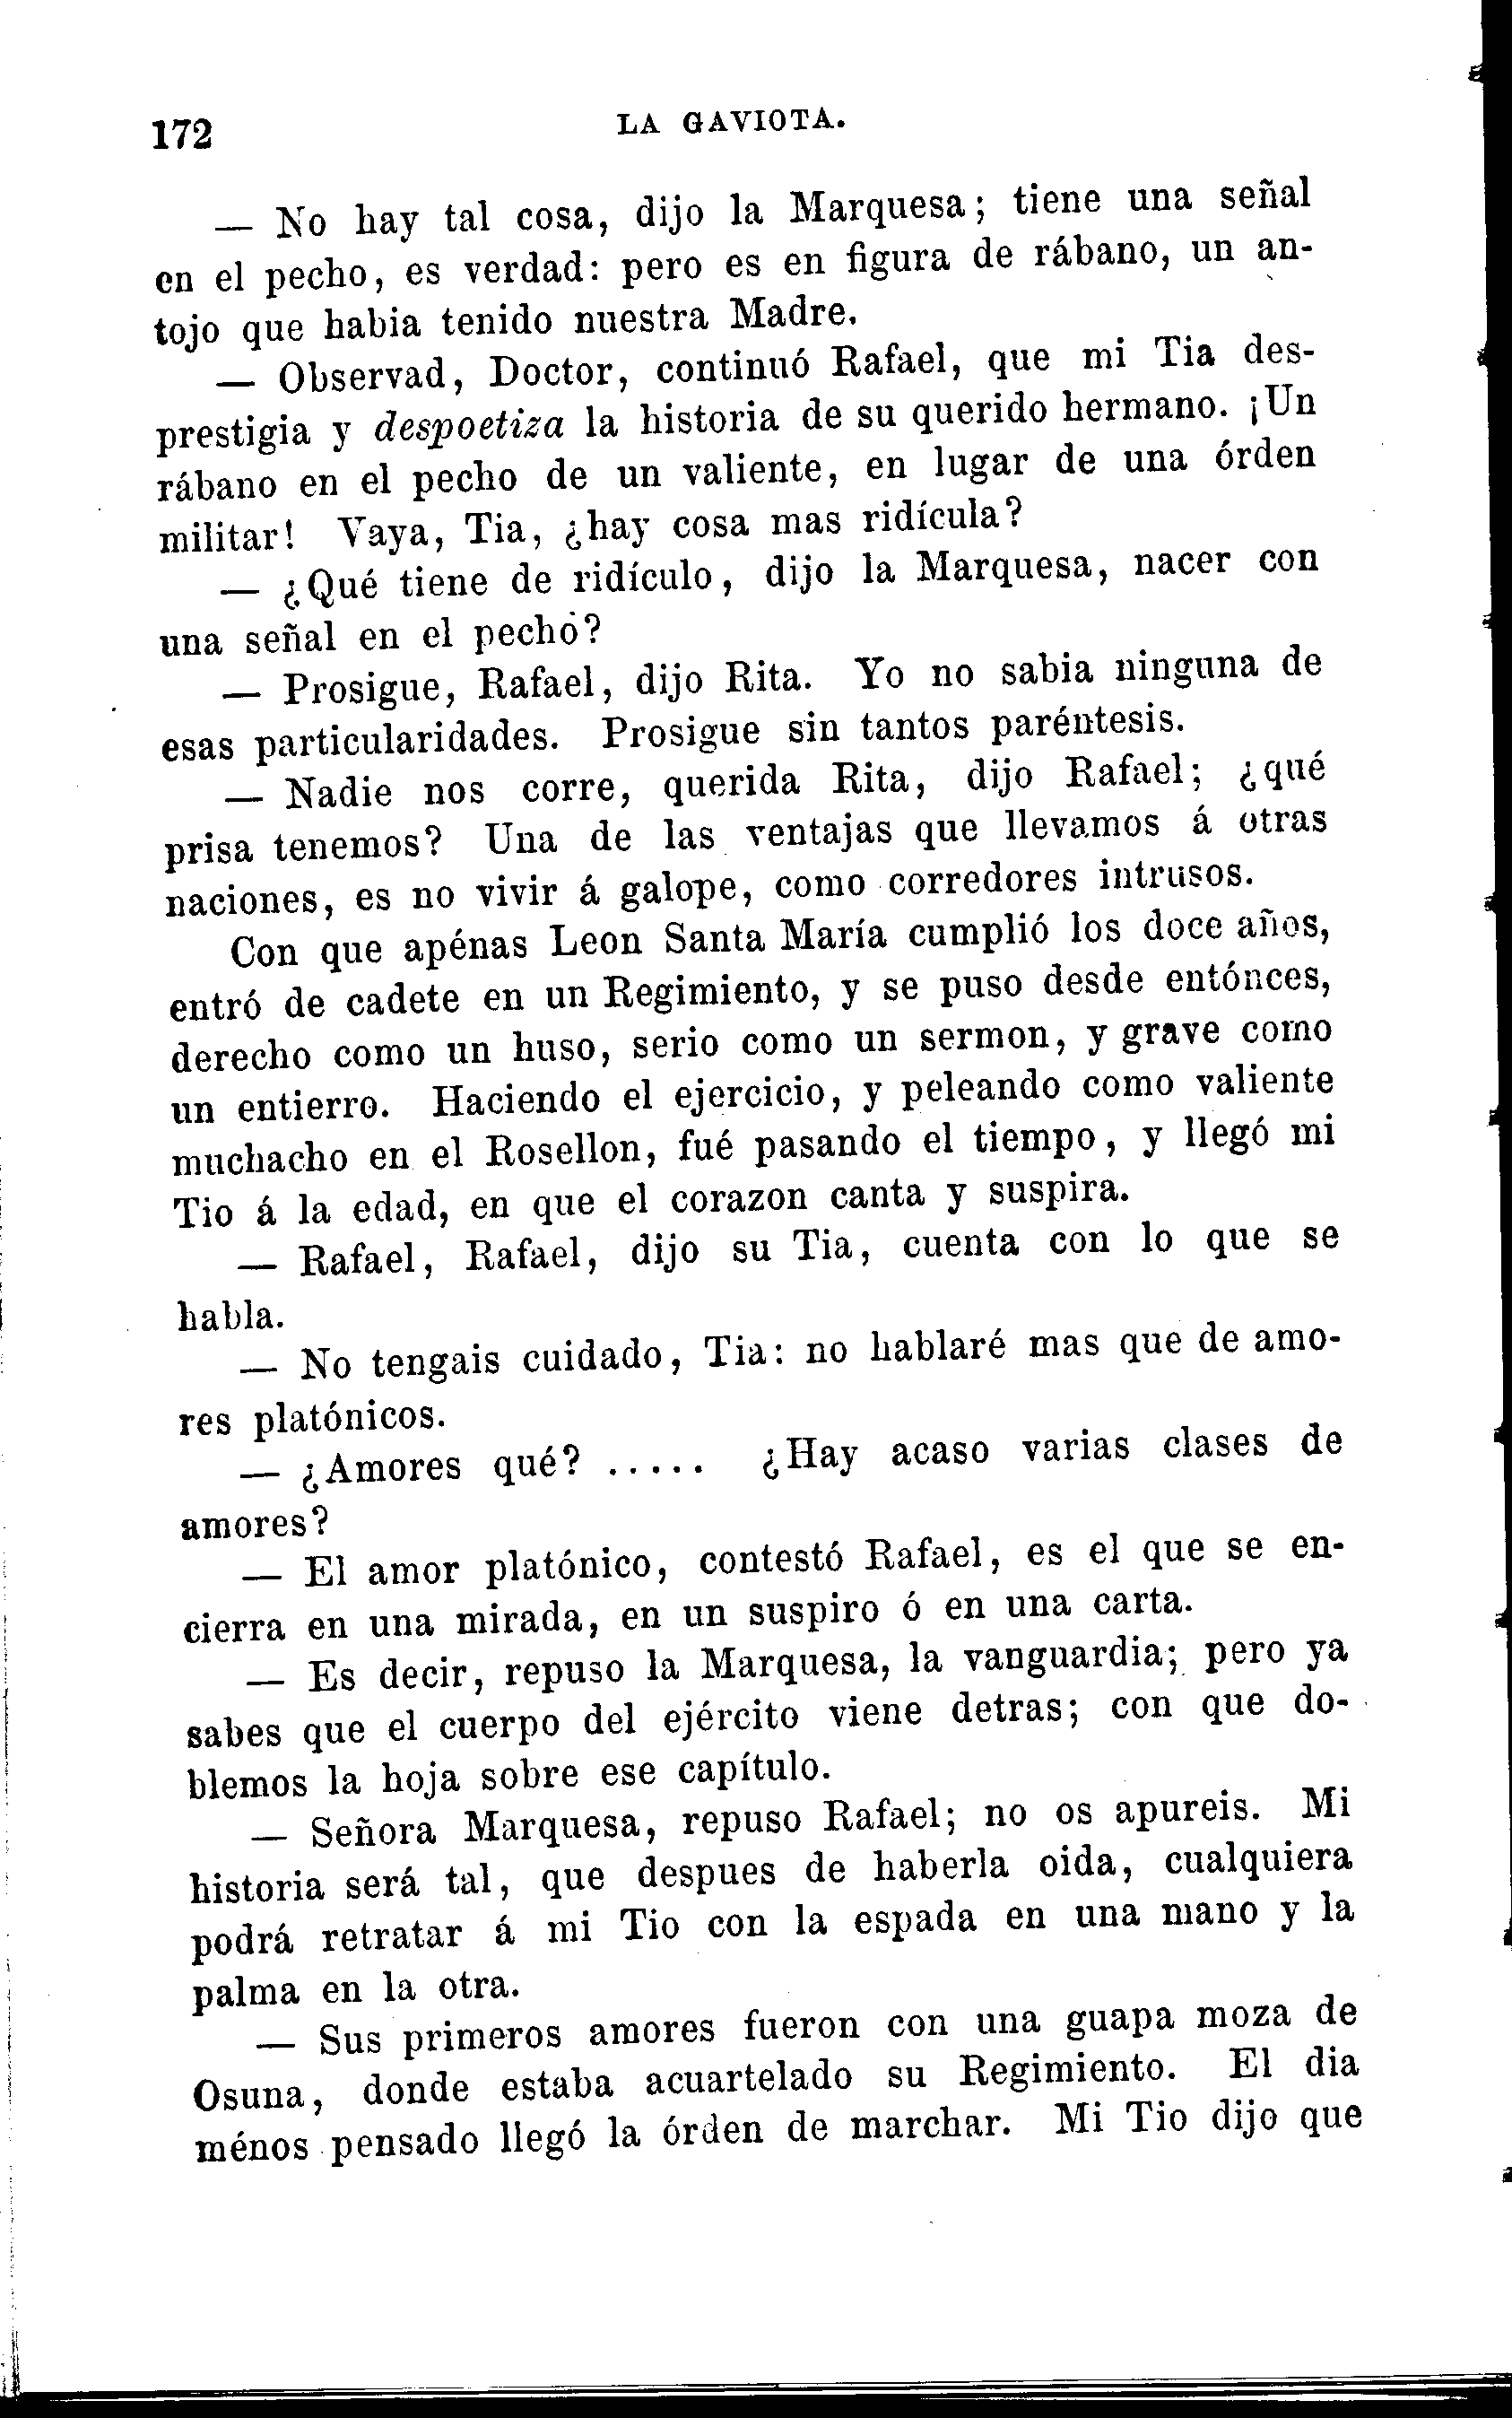 172
LA GAVIOTA.
— No hay tal cosa, dijo la Marquesa; tiene una señal
en el pecho, es verdad: pero es en figura de rábano, un an-
tojo que habia tenido nuestra Madre.
— Observad, Doctor, continuó Rafael, que mi Tia des-
prestigia y despoetiza la historia de su querido hermano. ¡Un
rábano en el pecho de un valiente, en lugar de una órden
militar! Vaya, Tia, ¿hay cosa mas ridícula?
— ¿Qué tiene de ridículo, dijo la Marquesa, nacer con
una señal en el pecho?
— Prosigue, Rafael, dijo Rita. Yo no sabia ninguna de
esas particularidades. Prosigue sin tantos paréntesis.
— Nadie nos corre, querida Rita, dijo Rafael; ¿qué
prisa tenemos? Una de las ventajas que llevamos á otras
naciones, es no vivir á galope, como corredores intrusos.
Con que apénas Leon Santa María cumplió los doce años,
entró de cadete en un Regimiento, y se puso desde entónces,
derecho como un huso, serio como un sermon, y grave como
un entierro. Haciendo el ejercicio, y peleando como valiente
muchacho en el Rosellon, fué pasando el tiempo, y llegó mi
Tio á la edad, en que el corazon canta y suspira.
— Rafael, Rafael, dijo su Tia, cuenta con lo que se
habla.
— No tengais cuidado, Tia: no hablaré mas que de amo-
res platónicos.
— ¿Amores qué? ..... ¿Hay acaso varias clases de
amores?
— El amor platónico, contestó Rafael, es el que se en-
cierra en una mirada, en un suspiro ó en una carta.
— Es decir, repuso la Marquesa, la vanguardia; pero ya
sabes que el cuerpo del ejército viene detras; con que do-
blemos la hoja sobre ese capítulo.
— Señora Marquesa, repuso Rafael; no os apureis. Mi
historia será tal, que despues de haberla oida, cualquiera
podrá retratar á mi Tio con la espada en una mano y la
palma en la otra.
— Sus primeros amores fueron con una guapa moza de
Osuna, donde estaba acuartelado su Regimiento. El dia
ménos pensado llegó la órden de marchar. Mi Tio dijo que